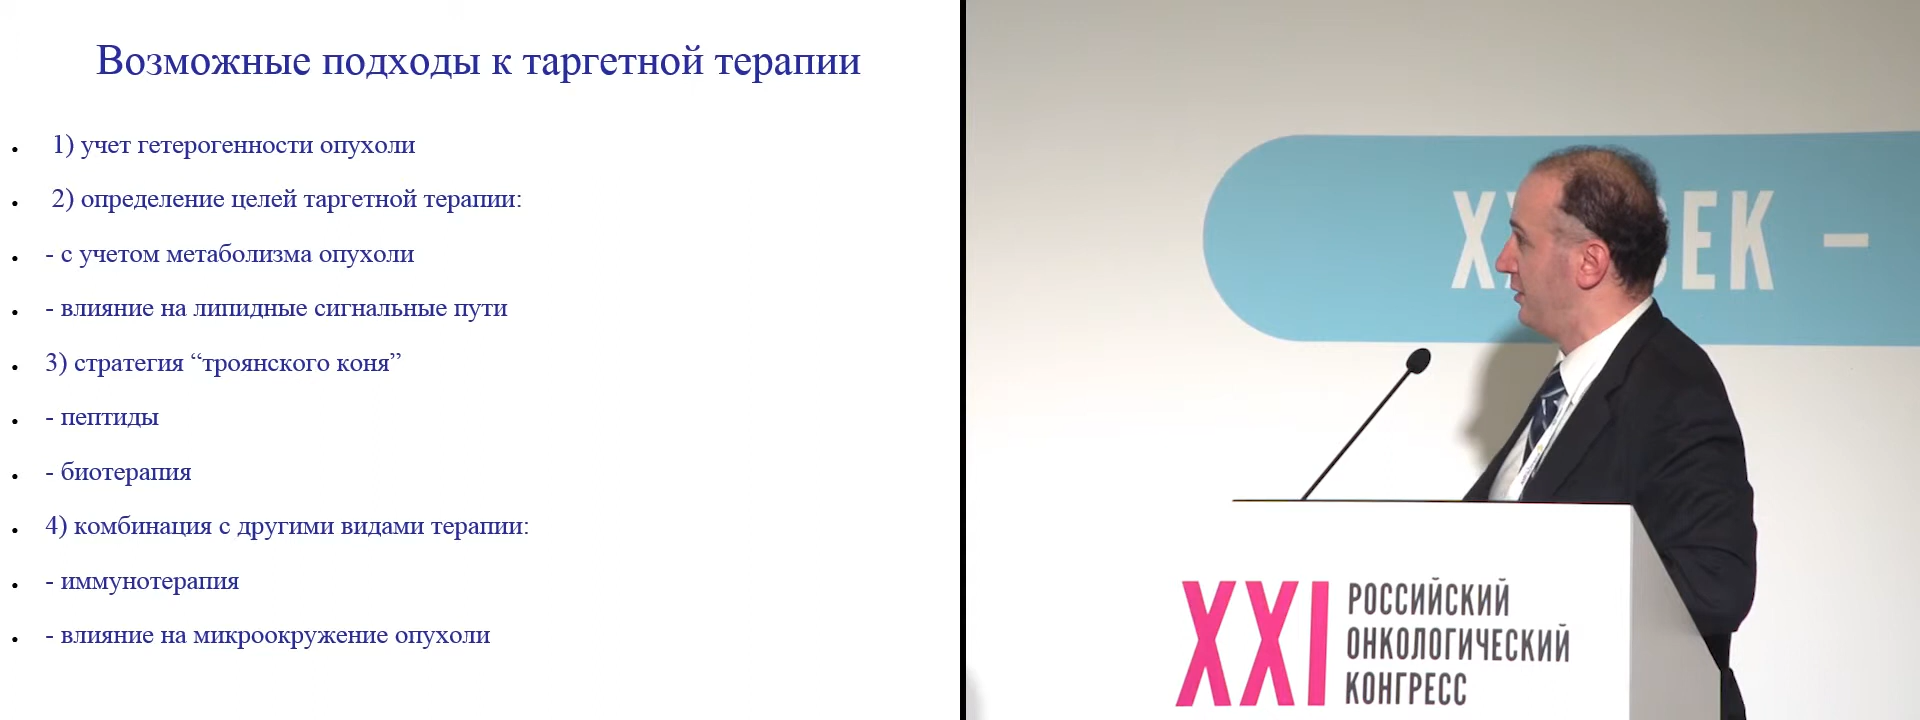 Возможные подходы к таргетной терапии
1) учет гетерогенности опухоли
2) определение целей таргетной терапии:
- с учетом метаболизма опухоли
- влияние на липидные сигнальные пути
3) стратегия “троянского коня”
- пептиды
- биотерапия
4) комбинация с другими видами терапии:
- иммунотерапия
- влияние на микроокружение опухоли
XXI РОССИЙСКИЙ
ОНКОЛОГИЧЕСКИЙ
КОНГРЕСС